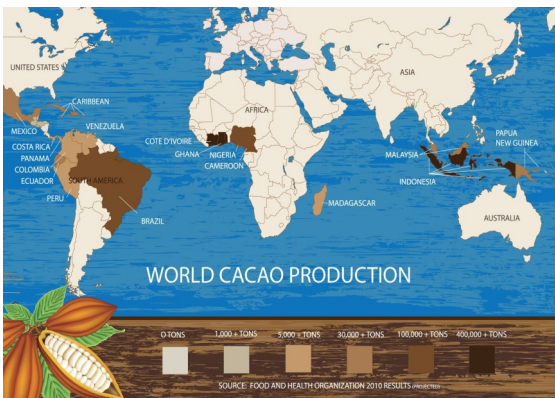 UNITED STATES
ASIA
CARIBBEAN
AFRICA
MEXICO
VENEZUELA
COSTA RICA
PANAMA
COLOMBIA
ECUADOR
SOUTH AMERICA
PERU
BRAZIL
COTE D'IVOIRE
GHANA
NIGERIA
CAMEROON
MADAGASCAR
MALAYSIA
PAPUA
NEW GUINEA
INDONESIA
AUSTRALIA
WORLD CACAO PRODUCTION
0 TONS
1,000 + TONS
5,000 + TONS
30,000 + TONS
100,000 + TONS
400,000 + TONS
SOURCE: FOOD AND HEALTH ORGANIZATION 2010 RESULTS (PROJECTED)